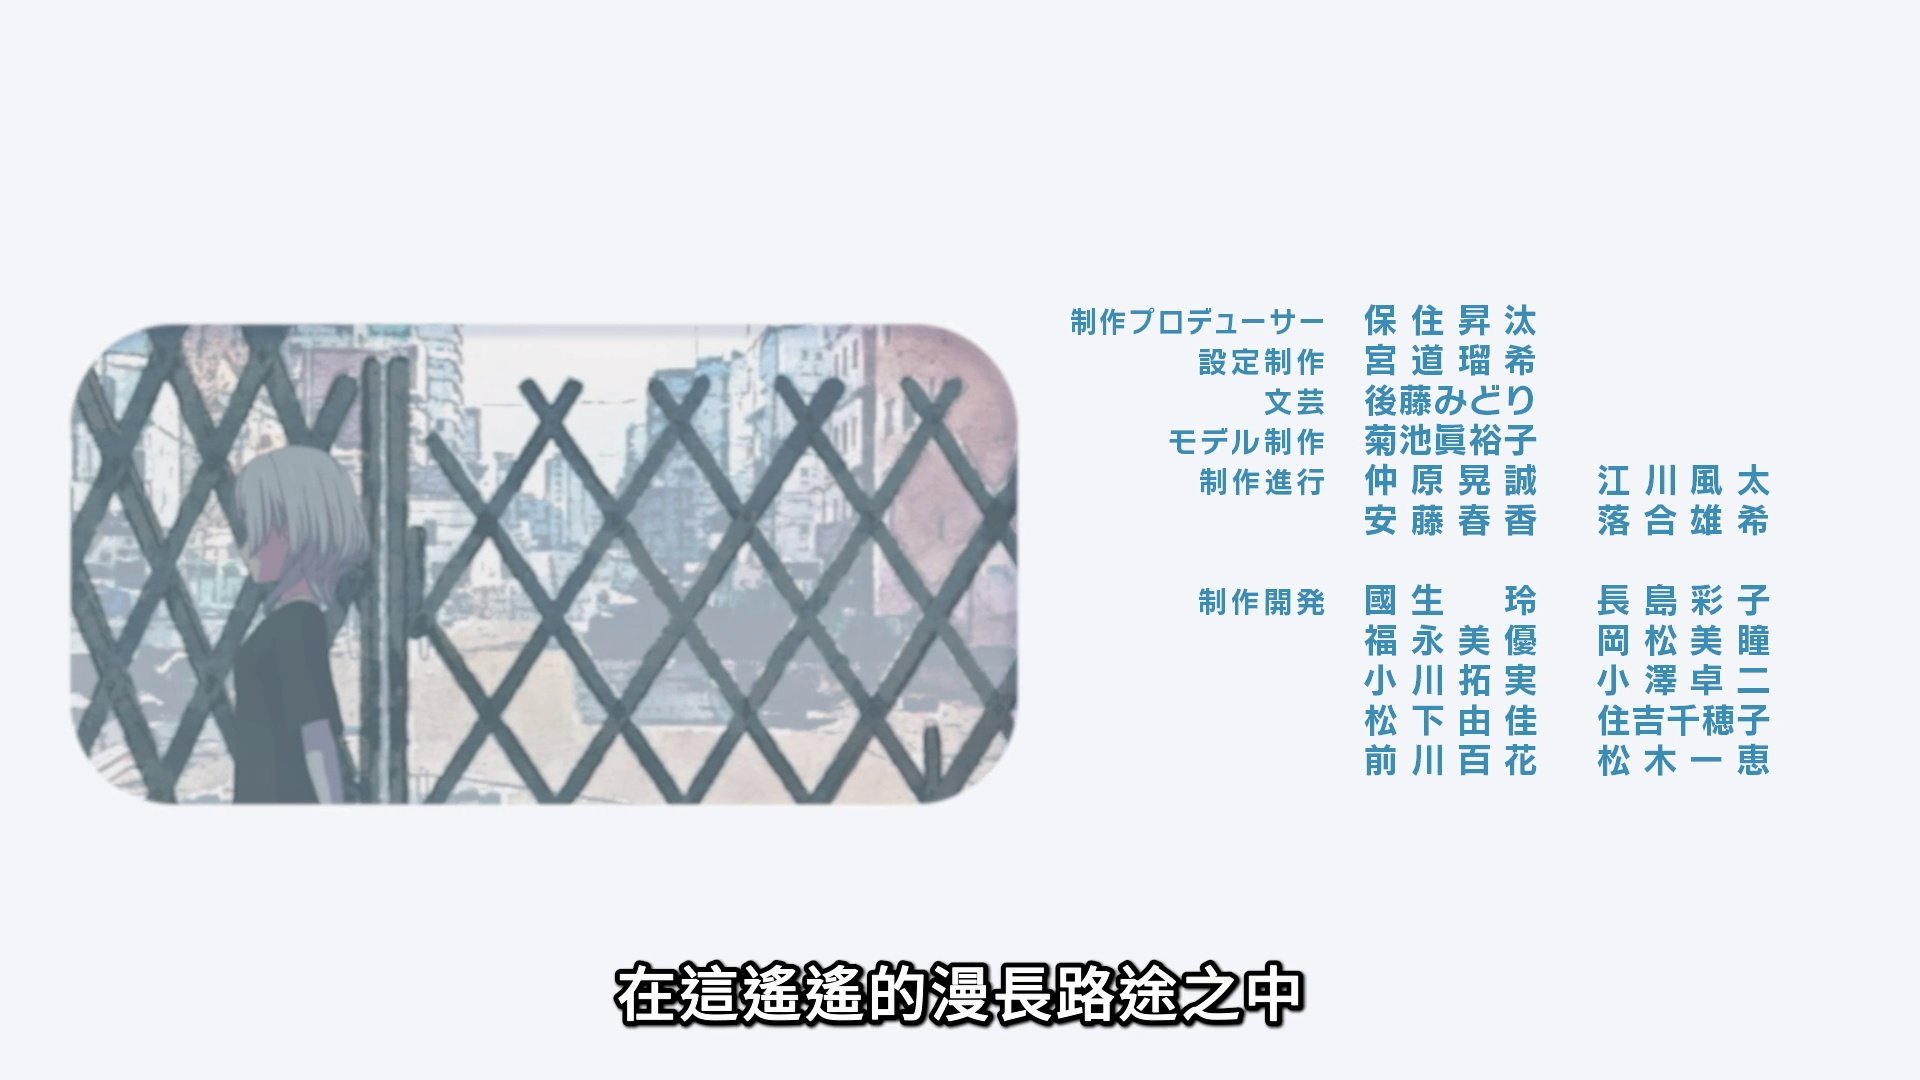 制作プロデューサー 保住昇汰
設定制作 宮道瑠希
文芸 後藤みどり
モデル制作 菊池眞裕子
制作進行 仲原晃誠 江川風太
安藤春香 落合雄希
制作開発 國生 玲 長島彩子
福永美優 岡松美瞳
小川拓実 小澤卓二
松下由佳 住吉千穂子
前川百花 松木一恵
在這遙遙的漫長路途之中